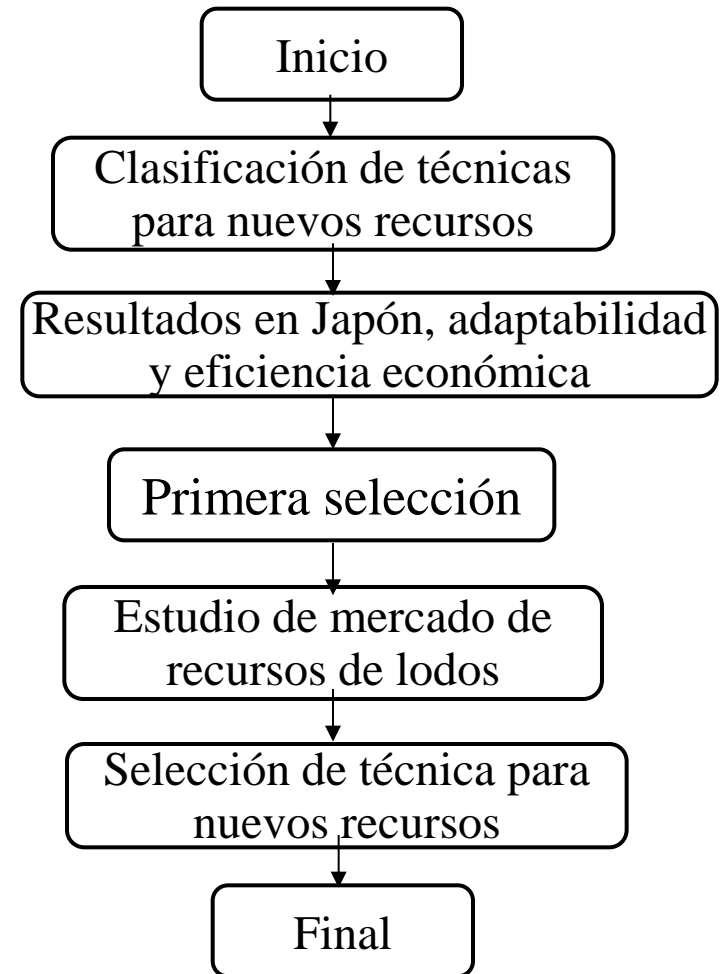 Inicio
Clasificación de técnicas
para nuevos recursos
Resultados en Japón, adaptabilidad
y eficiencia económica
Primera selección
Estudio de mercado de
recursos de lodos
Selección de técnica para
nuevos recursos
Final